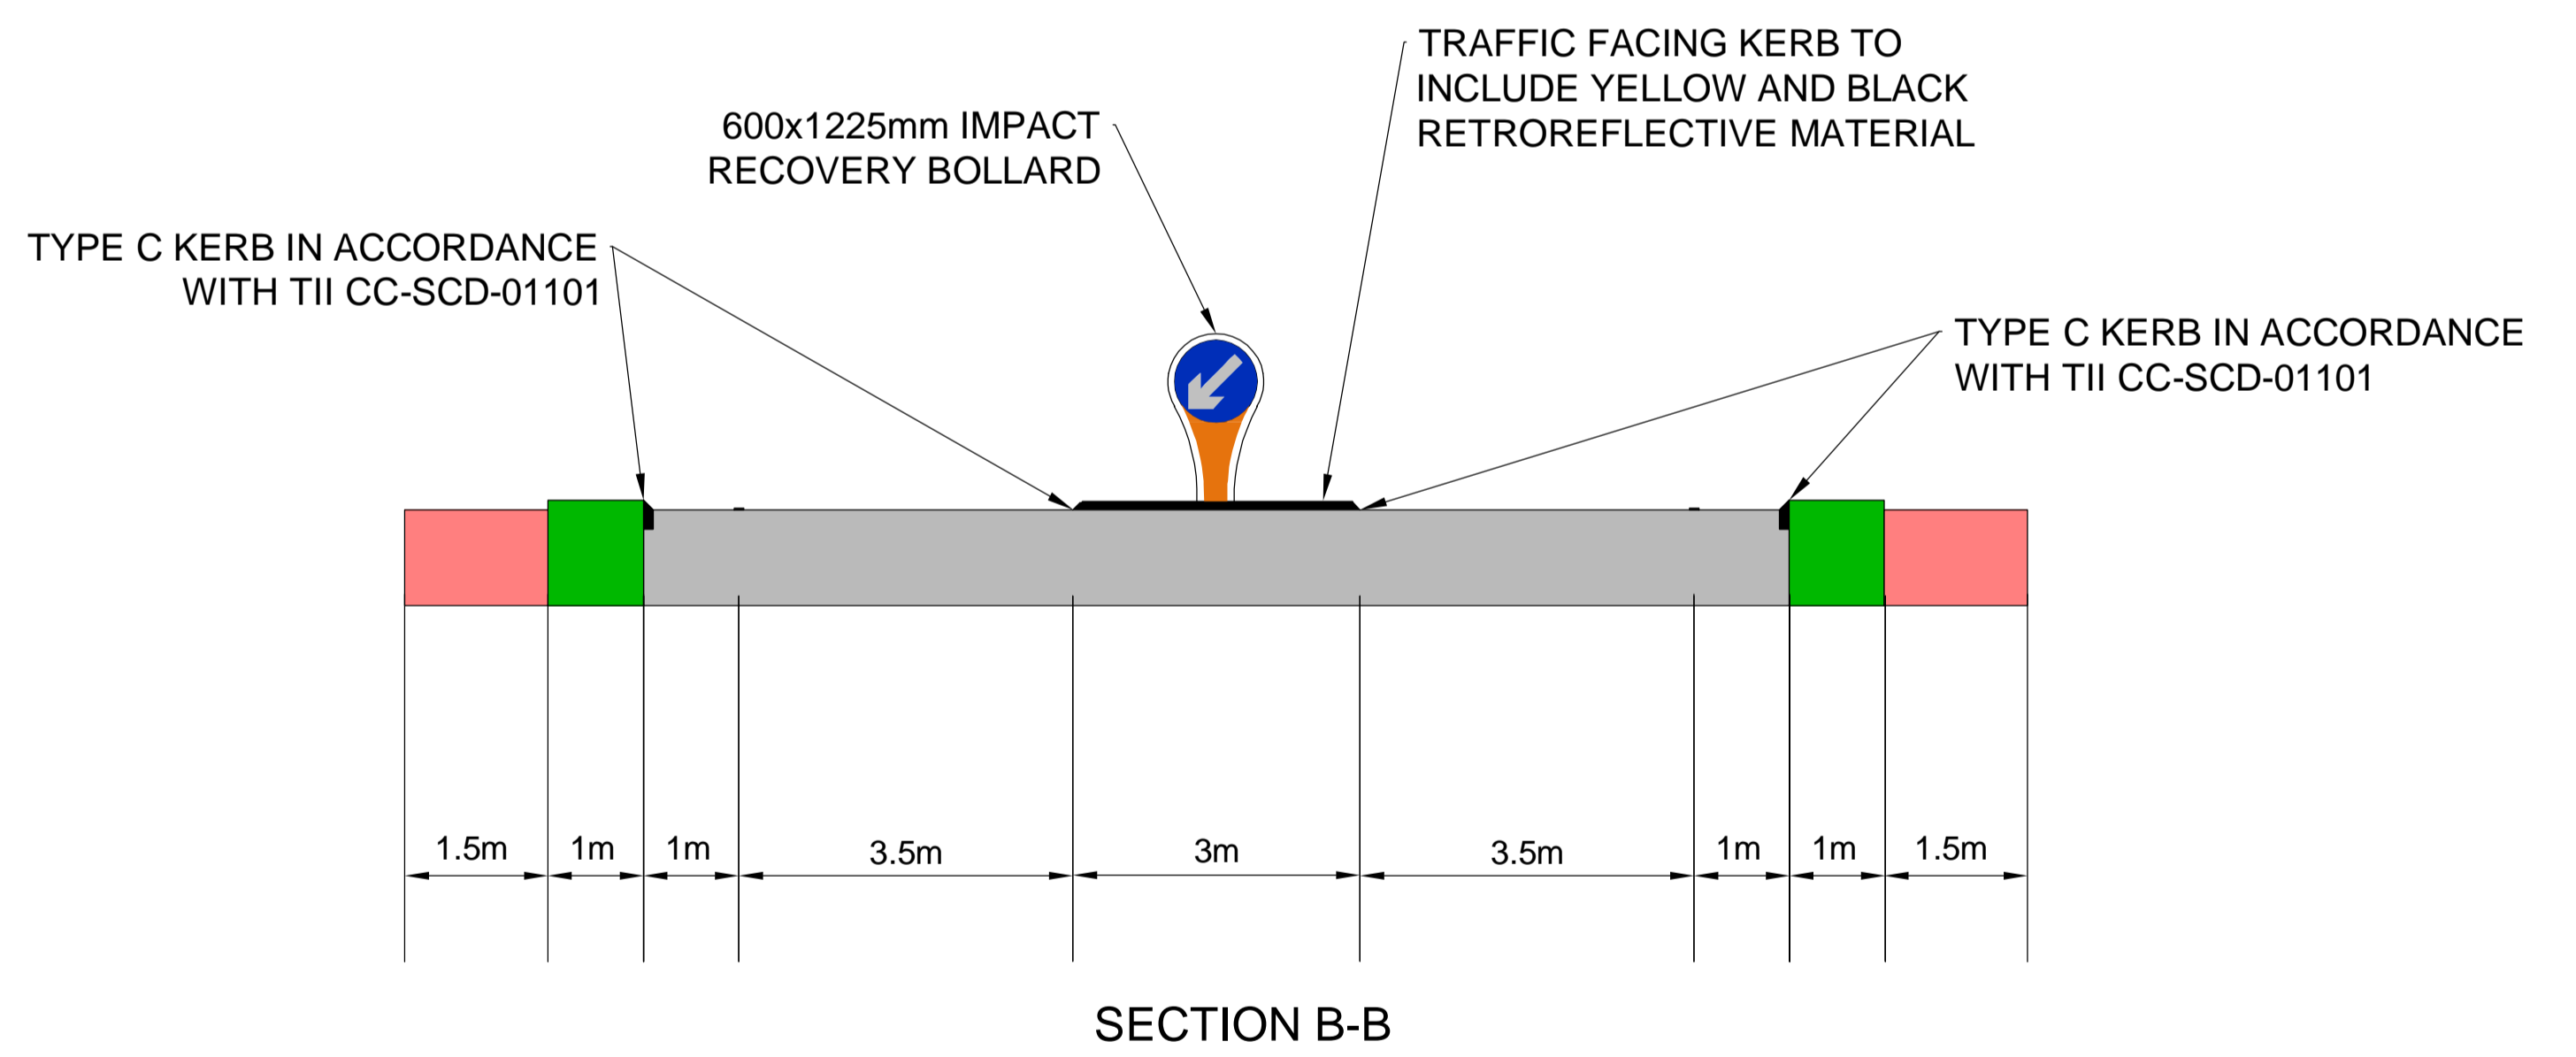 TRAFFIC FACING KERB TO
INCLUDE YELLOW AND BLACK
RETROREFLECTIVE MATERIAL
600x1225mm IMPACT
RECOVERY BOLLARD
TYPE C KERB IN ACCORDANCE
WITH TII CC-SCD-01101
TYPE C KERB IN ACCORDANCE
WITH TII CC-SCD-01101
1.5m 1m 1m 3.5m 3m 3.5m 1m 1m 1.5m
SECTION B-B